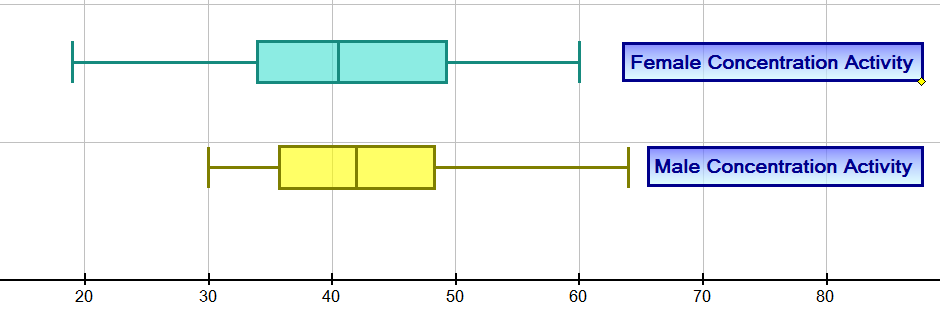 Female Concentration Activity
Male Concentration Activity
20 30 40 50 60 70 80